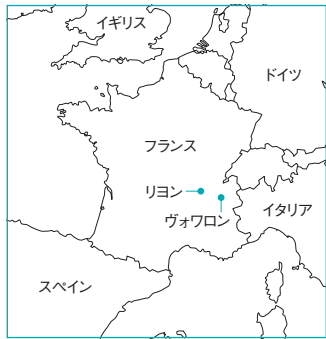 イギリス
ドイツ
フランス
リヨン
ヴォワロン
イタリア
スペイン